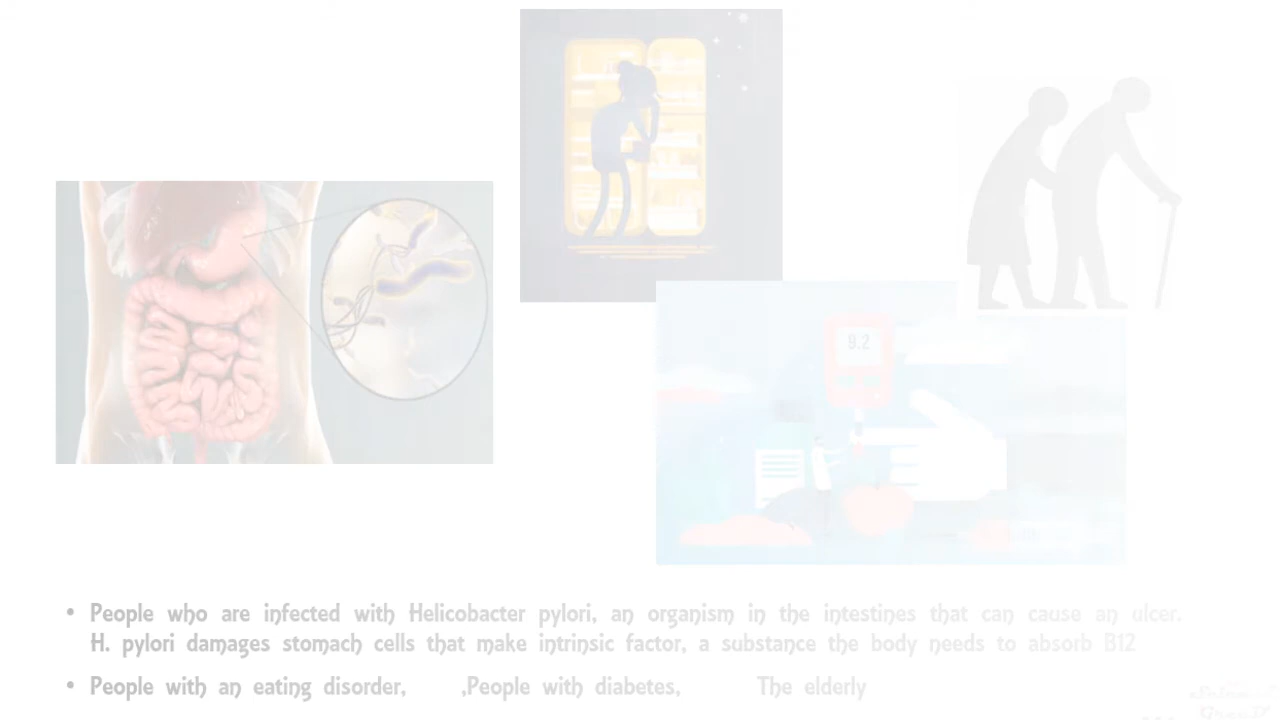 9.2
• People who are infected with Helicobacter pylori, an organism in the intestines that can cause an ulcer.
H. pylori damages stomach cells that make intrinsic factor, a substance the body needs to absorb B12
• People with an eating disorder, ,People with diabetes, The elderly